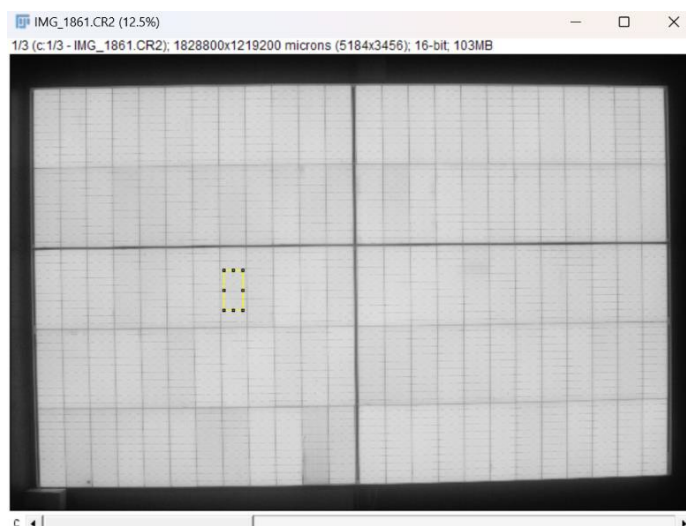 IMG_1861.CR2 (12.5%)
1/3 (c:1/3 - IMG_1861.CR2); 1828800x1219200 microns (5184x3456); 16-bit; 103MB
c